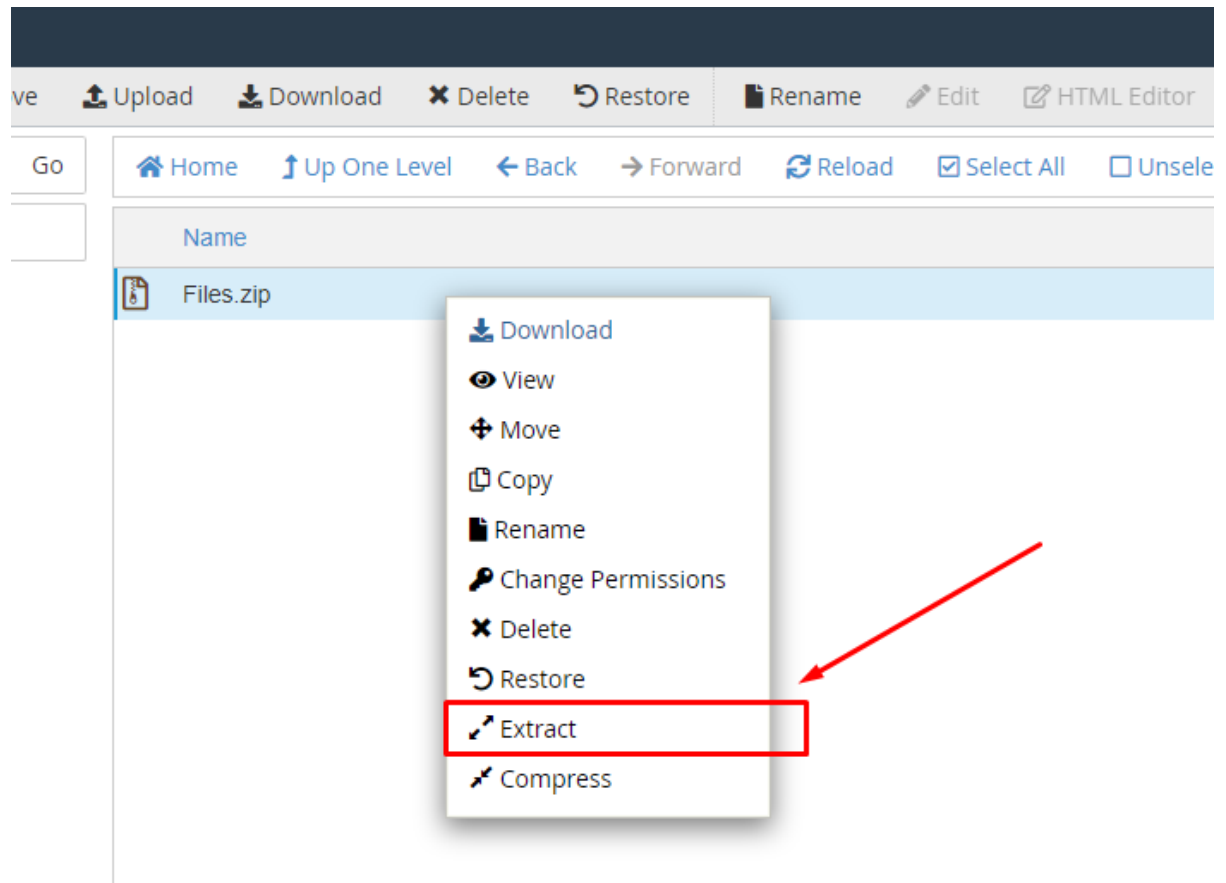 ve Upload Download Delete Restore Rename Edit HTML Editor
Go Home Up One Level Back Forward Reload Select All Unsele
Name
Files.zip
Download
View
Move
Copy
Rename
Change Permissions
Delete
Restore
Extract
Compress